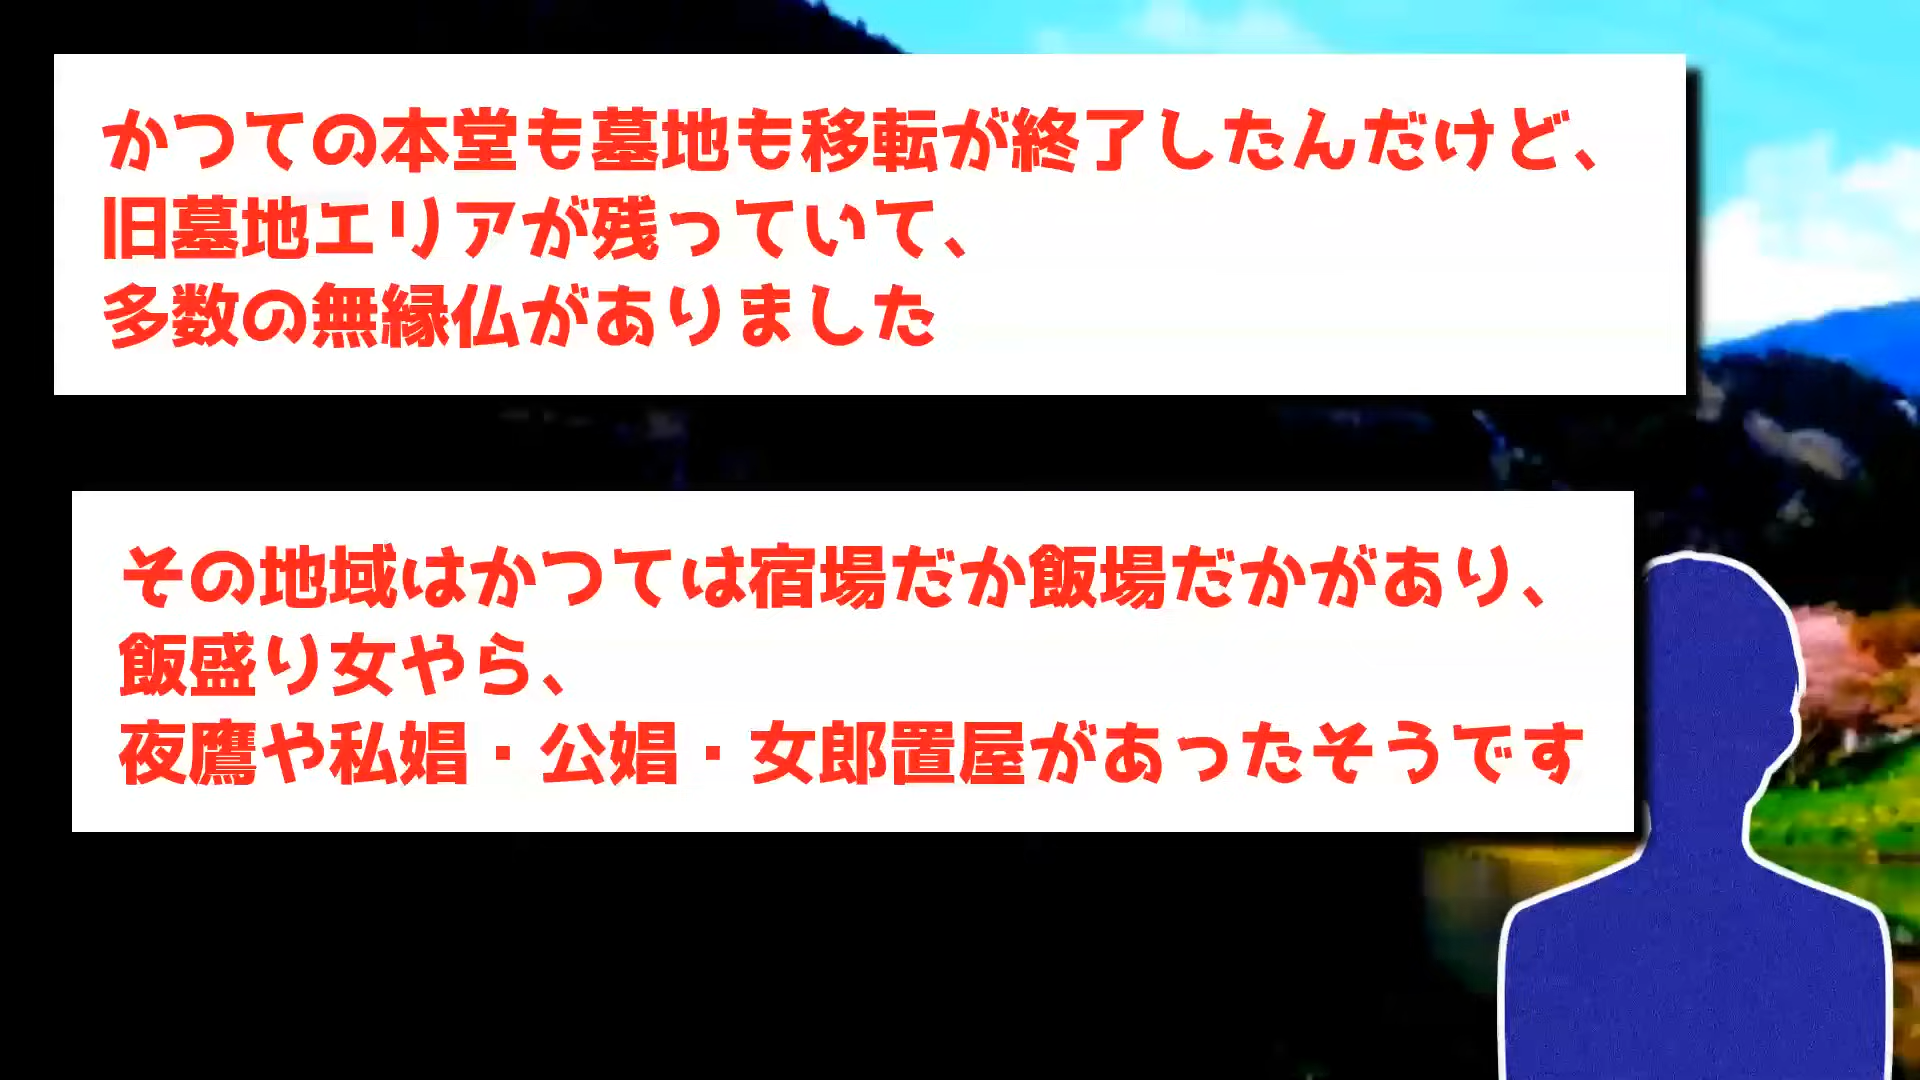 かつての本堂も墓地も移転が終了したんだけど、
旧墓地エリアが残っていて、
多数の無縁仏がありました
その地域はかつては宿場だか飯場だかがあり、
飯盛り女やら、
夜鷹や私娼・公娼・女郎置屋があったそうです